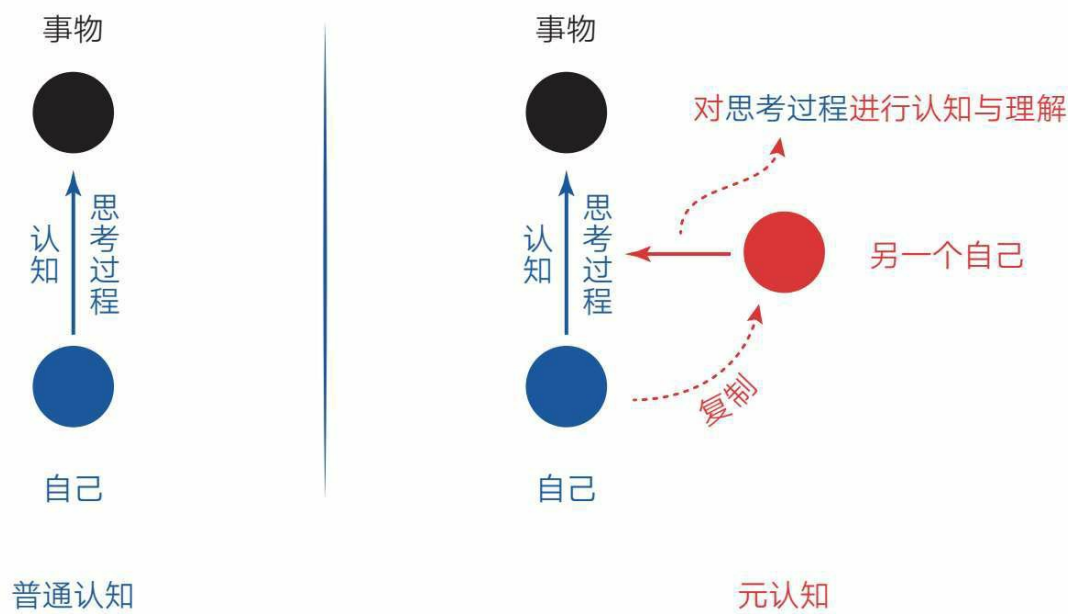 事物
认知
思考过程
自己
普通认知
事物
对思考过程进行认知与理解
认知
思考过程
另一个自己
复制
自己
元认知